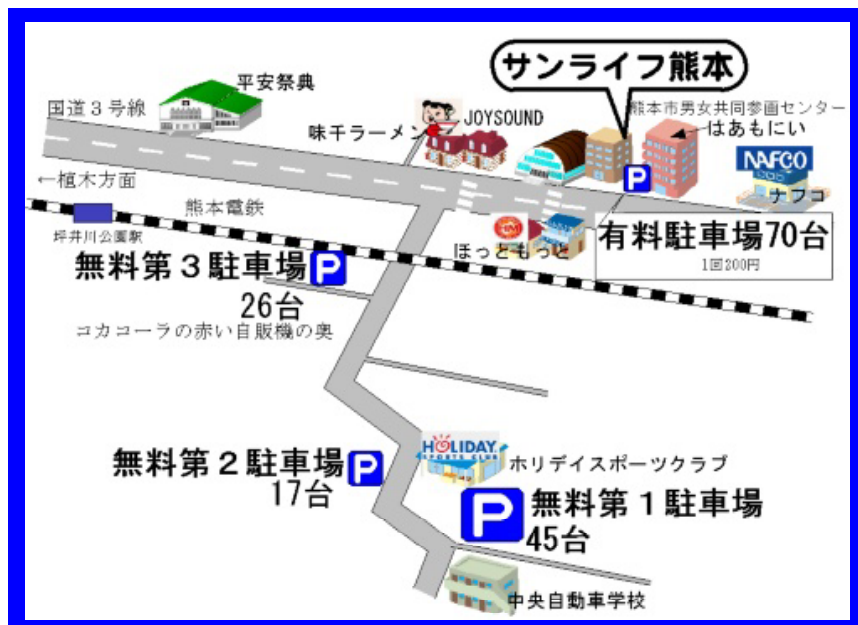 サンライフ熊本
平安祭典
国道3号線
味千ラーメン
JOYSOUND
熊本市男女共同参画センター
はあもにい
NAFCO
ナフコ
←植木方面
熊本電鉄
坪井川公園駅
ほっともっと
有料駐車場70台
1回200円
無料第3駐車場 P
26台
コカコーラの赤い自販機の奥
P
HOLIDAY
SPORTS CLUB
ホリデイスポーツクラブ
無料第2駐車場 P
17台
P 無料第1駐車場
45台
中央自動車学校